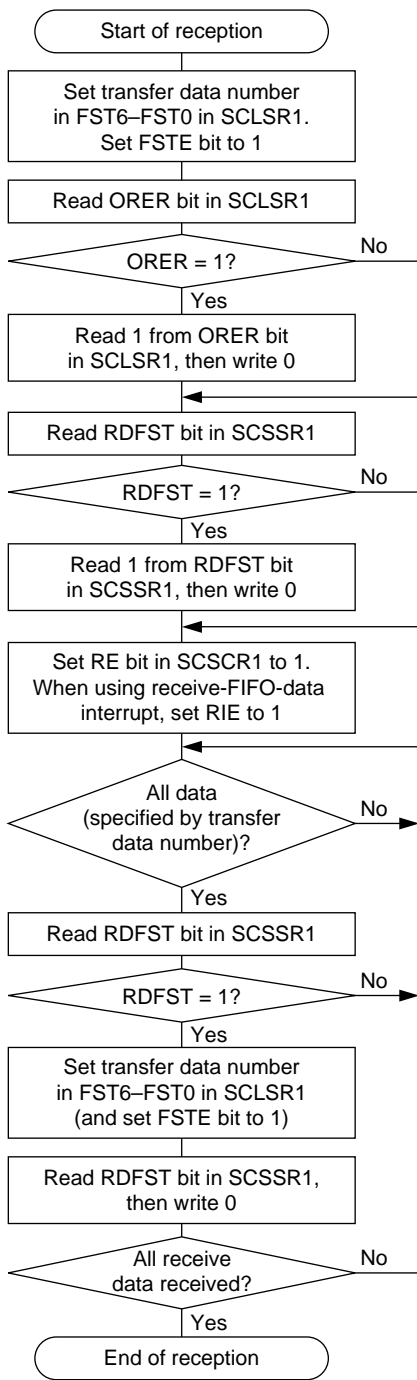 Start of reception
Set transfer data number
in FST6–FST0 in SCLSR1.
Set FSTE bit to 1
Read ORER bit in SCLSR1
ORER = 1?
No
Yes
Read 1 from ORER bit
in SCLSR1, then write 0
Read RDFST bit in SCSSR1
RDFST = 1?
No
Yes
Read 1 from RDFST bit
in SCSSR1, then write 0
Set RE bit in SCSCR1 to 1.
When using receive-FIFO-data
interrupt, set RIE to 1
All data
(specified by transfer
data number)?
No
Yes
Read RDFST bit in SCSSR1
RDFST = 1?
No
Yes
Set transfer data number
in FST6–FST0 in SCLSR1
(and set FSTE bit to 1)
Read RDFST bit in SCSSR1,
then write 0
All receive
data received?
No
Yes
End of reception